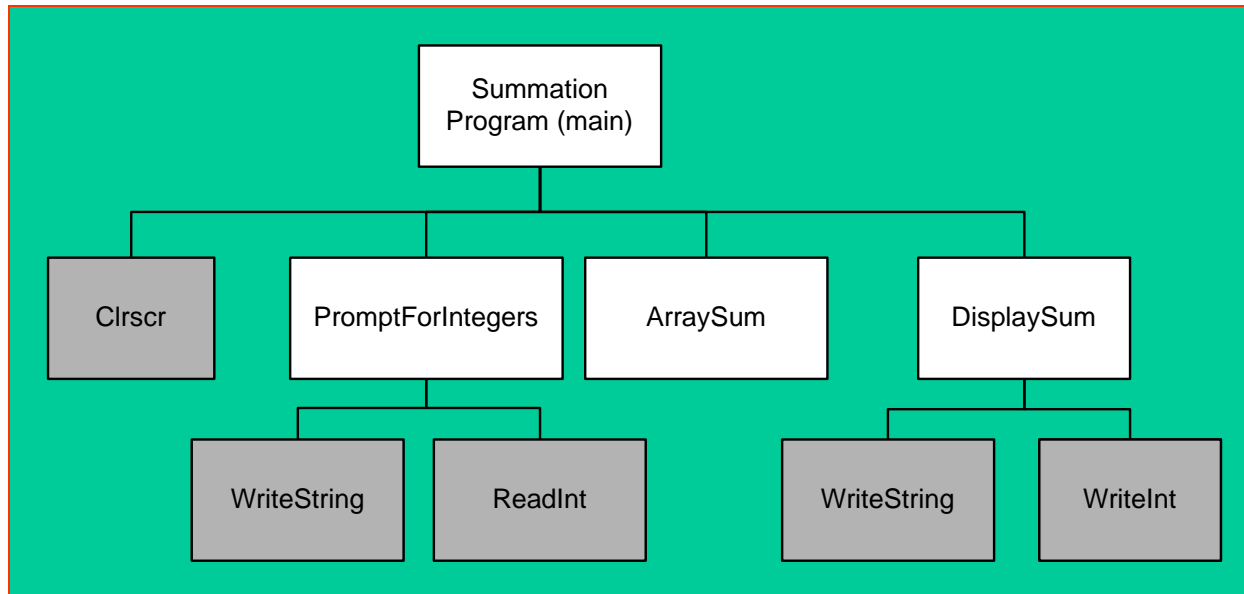 Summation
Program (main)
Clrscr
PromptForIntegers
ArraySum
DisplaySum
WriteString
ReadInt
WriteString
WriteInt